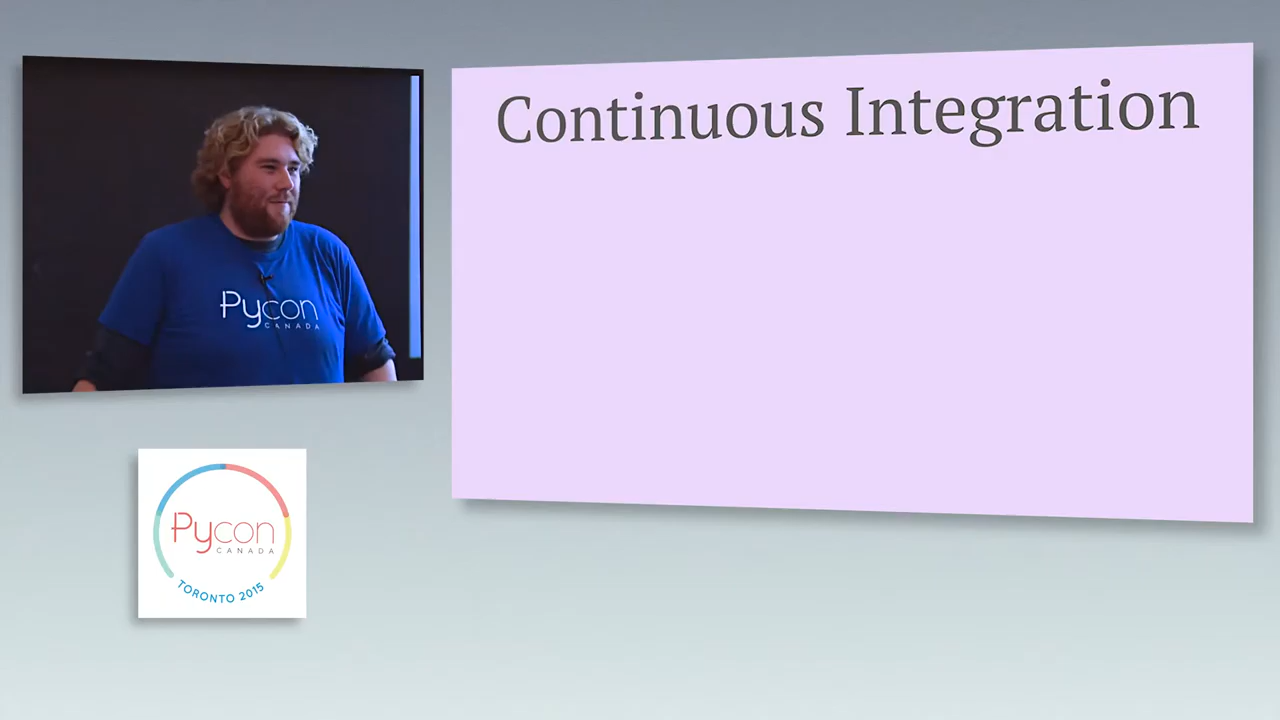 Continuous Integration
Pycon
CANADA
Pycon
CANADA
TORONTO 2015